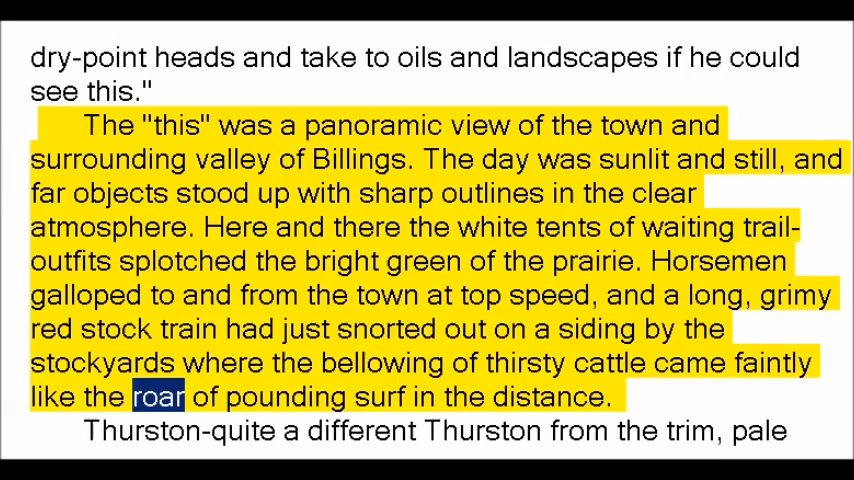 dry-point heads and take to oils and landscapes if he could
see this."
The "this" was a panoramic view of the town and
surrounding valley of Billings. The day was sunlit and still, and
far objects stood up with sharp outlines in the clear
atmosphere. Here and there the white tents of waiting trail-
outfits splotched the bright green of the prairie. Horsemen
galloped to and from the town at top speed, and a long, grimy
red stock train had just snorted out on a siding by the
stockyards where the bellowing of thirsty cattle came faintly
like the roar of pounding surf in the distance.
Thurston-quite a different Thurston from the trim, pale